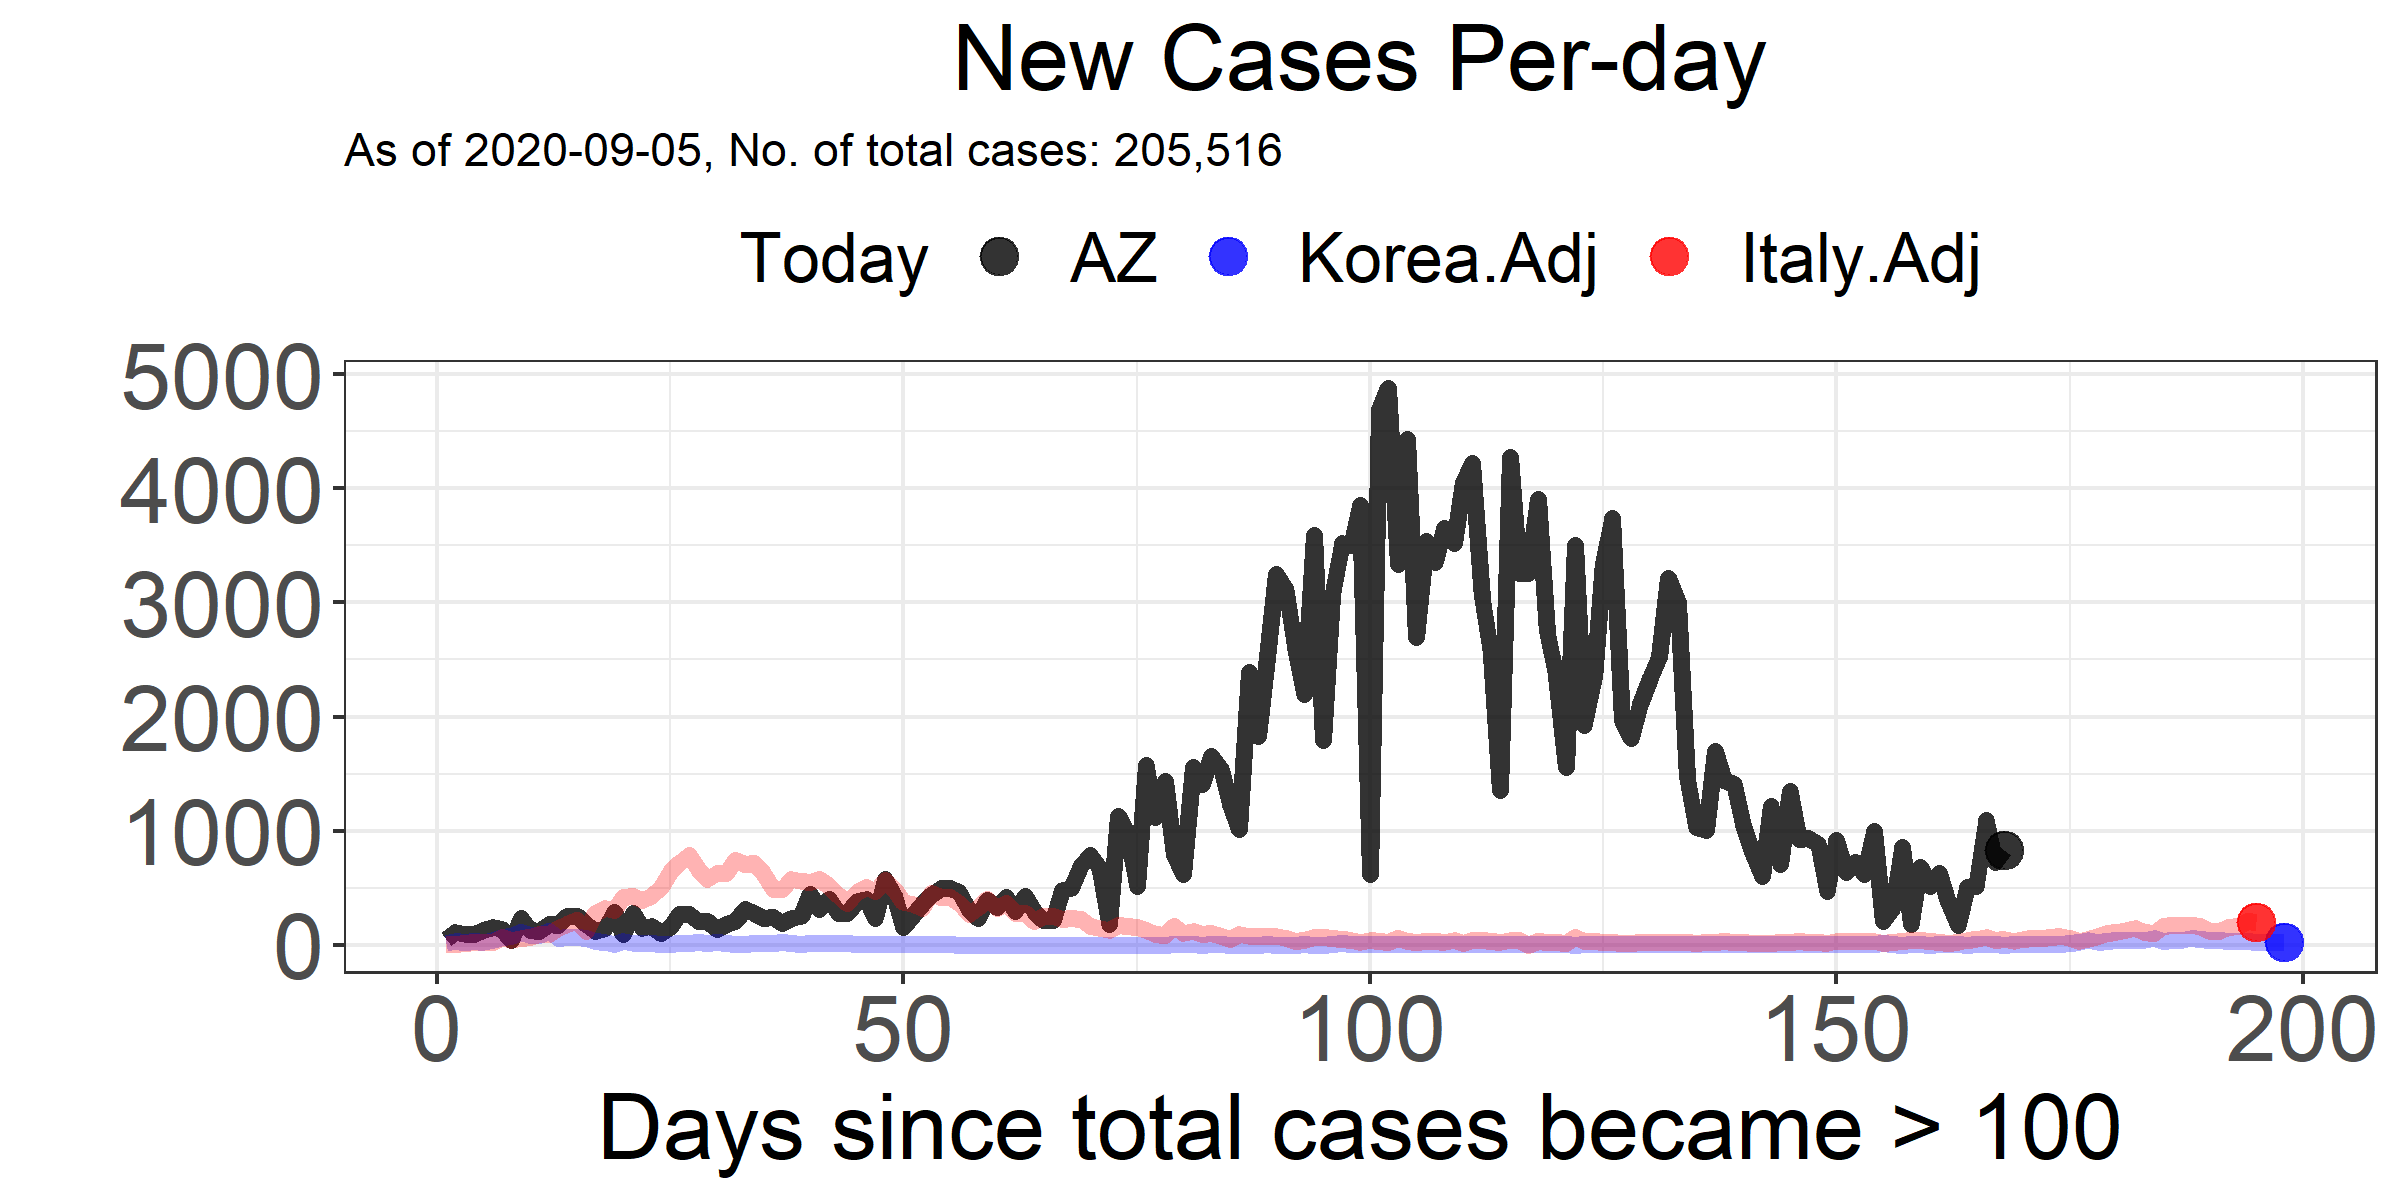 New Cases Per-day
As of 2020-09-05, No. of total cases: 205,516
Today AZ Korea.Adj Italy.Adj
5000
4000
3000
2000
1000
0
0 50 100 150 200
Days since total cases became > 100